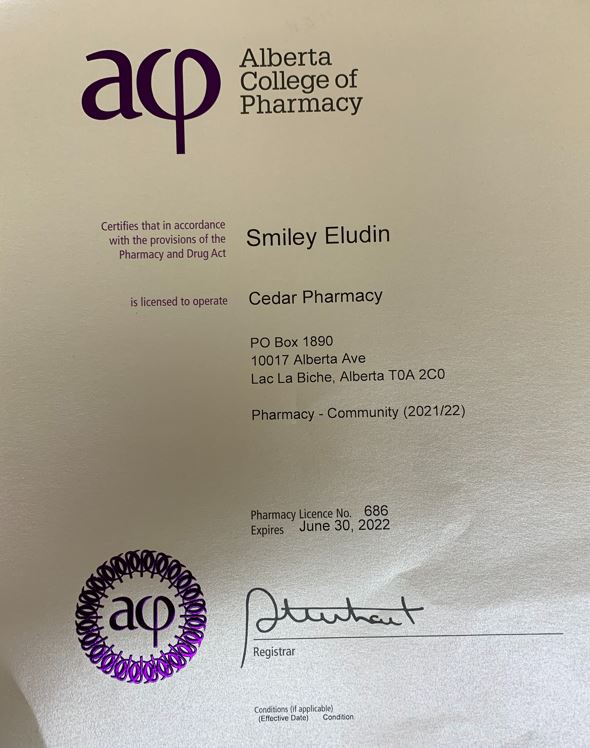 acp
Alberta
College of
Pharmacy
Certifies that in accordance
with the provisions of the
Pharmacy and Drug Act
Smiley Eludin
is licensed to operate
Cedar Pharmacy
PO Box 1890
10017 Alberta Ave
Lac La Biche, Alberta T0A 2C0
Pharmacy - Community (2021/22)
Pharmacy Licence No. 686
Expires June 30, 2022
acp
Registrar
Conditions (if applicable)
(Effective Date) Condition